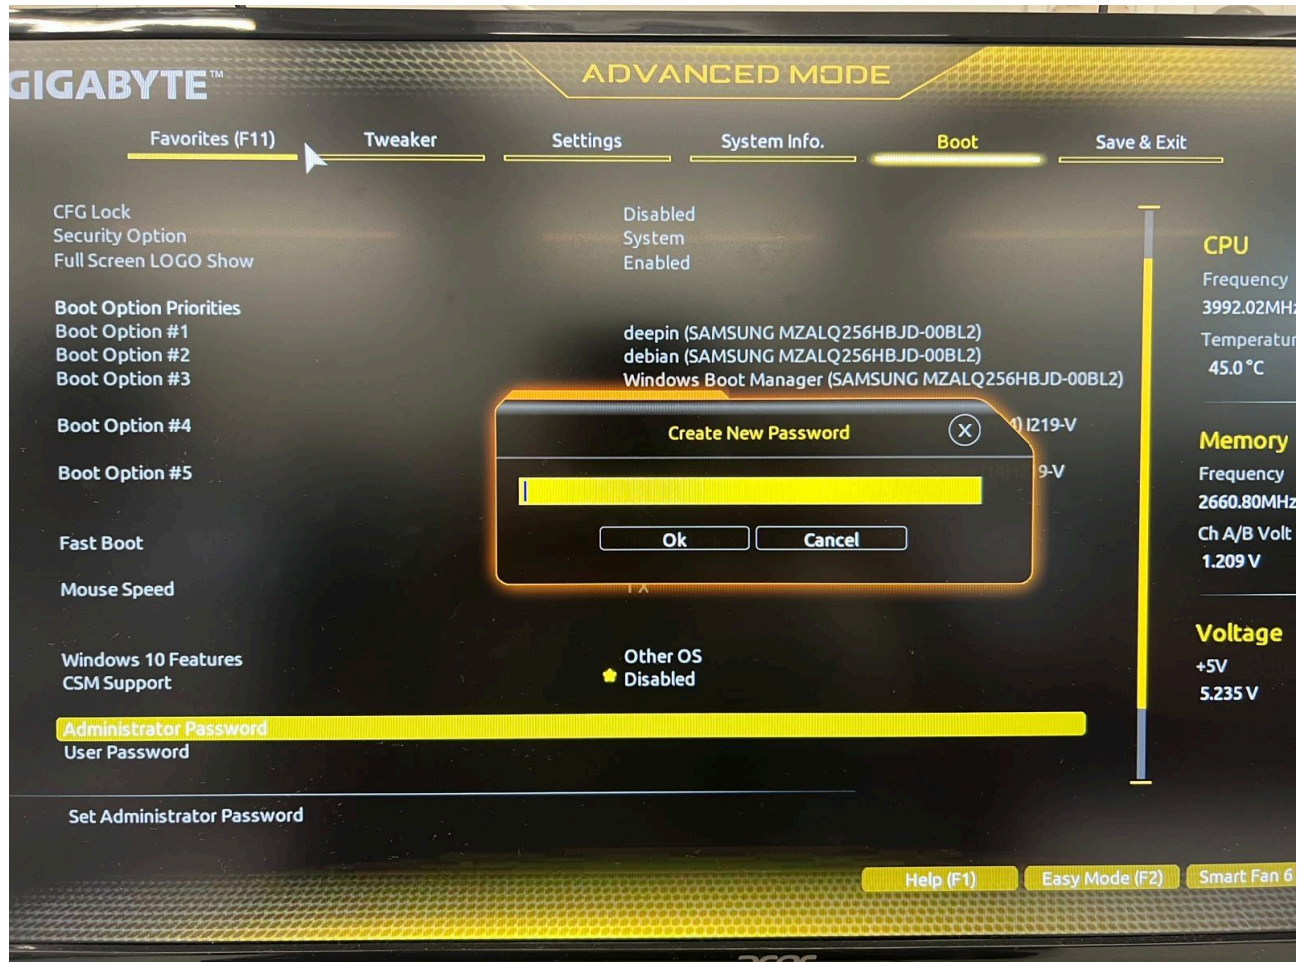 GIGABYTE™
ADVANCED MODE
Favorites (F11) Tweaker Settings System Info. Boot Save & Exit
CFG Lock Disabled
Security Option System
Full Screen LOGO Show Enabled
Boot Option Priorities
Boot Option #1 deepin (SAMSUNG MZALQ256HBJD-00BL2)
Boot Option #2 debian (SAMSUNG MZALQ256HBJD-00BL2)
Boot Option #3 Windows Boot Manager (SAMSUNG MZALQ256HBJD-00BL2)
Boot Option #4 I219-V
Boot Option #5 9-V
Fast Boot
Mouse Speed 1 X
Windows 10 Features Other OS
CSM Support Disabled
Administrator Password
User Password
Set Administrator Password
Create New Password
X
Ok Cancel
CPU
Frequency
3992.02MHz
Temperatur
45.0 °C
Memory
Frequency
2660.80MHz
Ch A/B Volt
1.209 V
Voltage
+5V
5.235 V
Help (F1) Easy Mode (F2) Smart Fan 6
acer